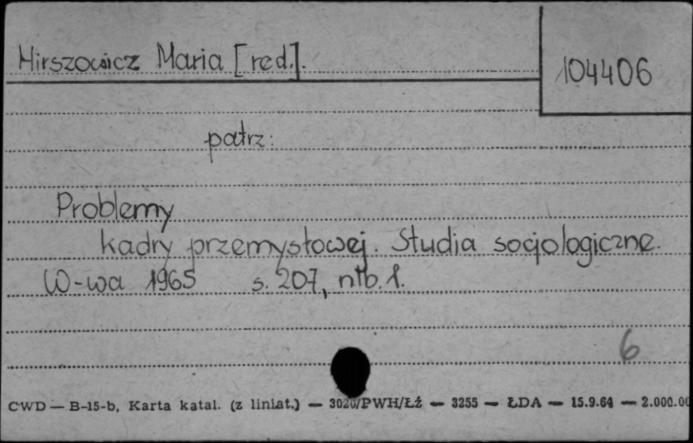 Hirszowicz Maria [red.].
104406
patrz:
Problemy
kadry przemysłowej. Studia socjologiczne.
W-wa 1965 s. 207, ntb. 1.
6
CWD — B-15-b, Karta katal. (z liniat.) — 3020/PWH/Łź — 3255 — ŁDA — 15.9.64 — 2.000.00